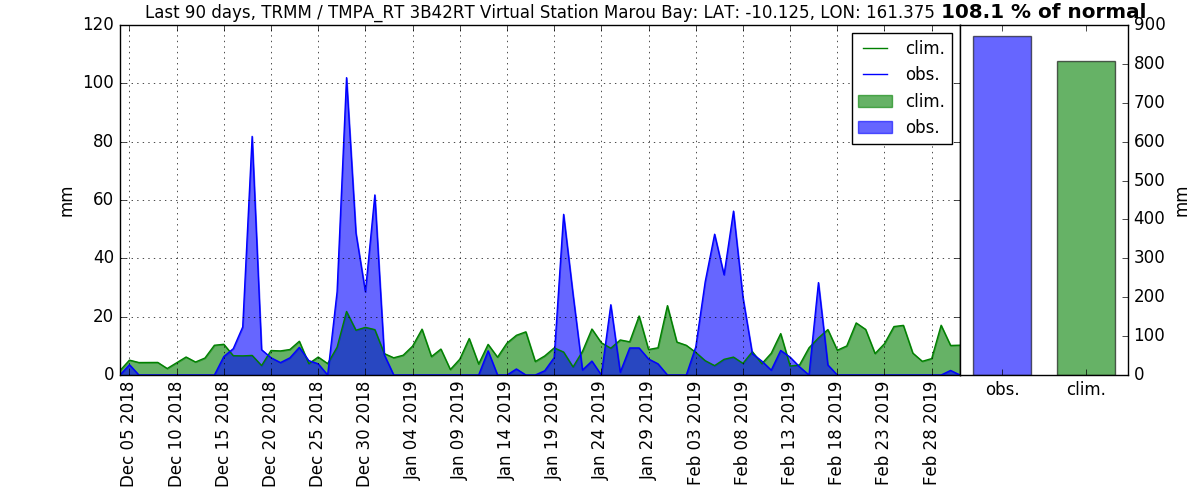 Last 90 days, TRMM / TMPA_RT 3B42RT Virtual Station Marou Bay: LAT: -10.125, LON: 161.375 108.1 % of normal
120
100
80
60
40
20
0
mm
clim.
obs.
clim.
obs.
900
800
700
600
500
400
300
200
100
0
mm
Dec 05 2018
Dec 10 2018
Dec 15 2018
Dec 20 2018
Dec 25 2018
Dec 30 2018
Jan 04 2019
Jan 09 2019
Jan 14 2019
Jan 19 2019
Jan 24 2019
Jan 29 2019
Feb 03 2019
Feb 08 2019
Feb 13 2019
Feb 18 2019
Feb 23 2019
Feb 28 2019
obs.
clim.